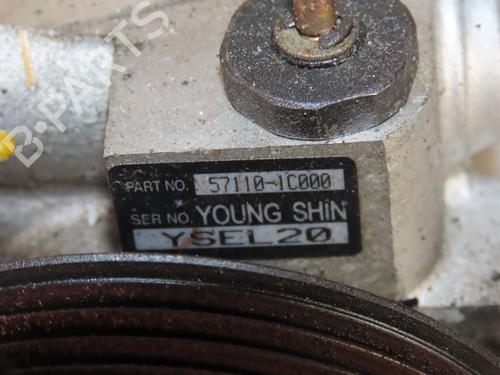 B-PARTS
PART NO. 57110-1C000
SER NO. YOUNG SHIN
YSEL20